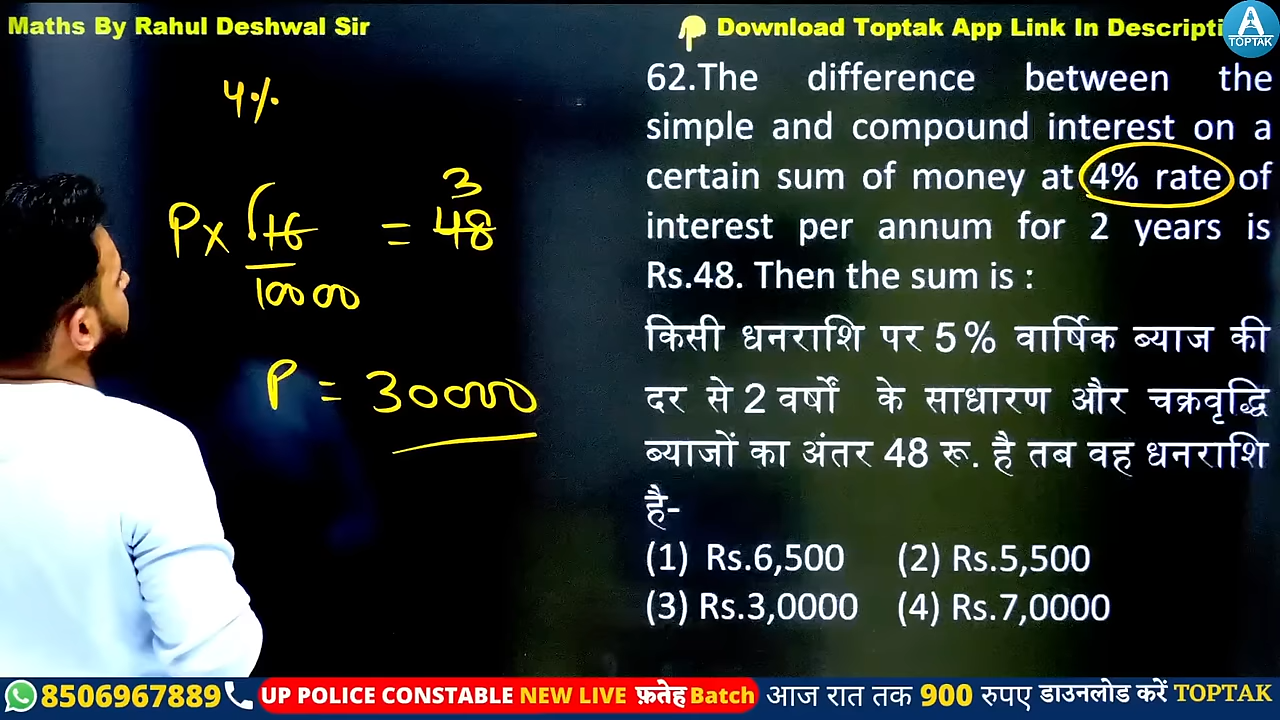 Maths By Rahul Deshwal Sir
Download Toptak App Link In Descripti
A
TOPTAK
4%
P x 16/10000 = 48
3
P = 30000
62.The difference between the
simple and compound interest on a
certain sum of money at 4% rate of
interest per annum for 2 years is
Rs.48. Then the sum is :
किसी धनराशि पर 5% वार्षिक ब्याज की
दर से 2 वर्षों के साधारण और चक्रवृद्धि
ब्याजों का अंतर 48 रू. है तब वह धनराशि
है-
(1) Rs.6,500 (2) Rs.5,500
(3) Rs.3,0000 (4) Rs.7,0000
8506967889 UP POLICE CONSTABLE NEW LIVE फ़तेह Batch आज रात तक 900 रुपए डाउनलोड करें TOPTAK